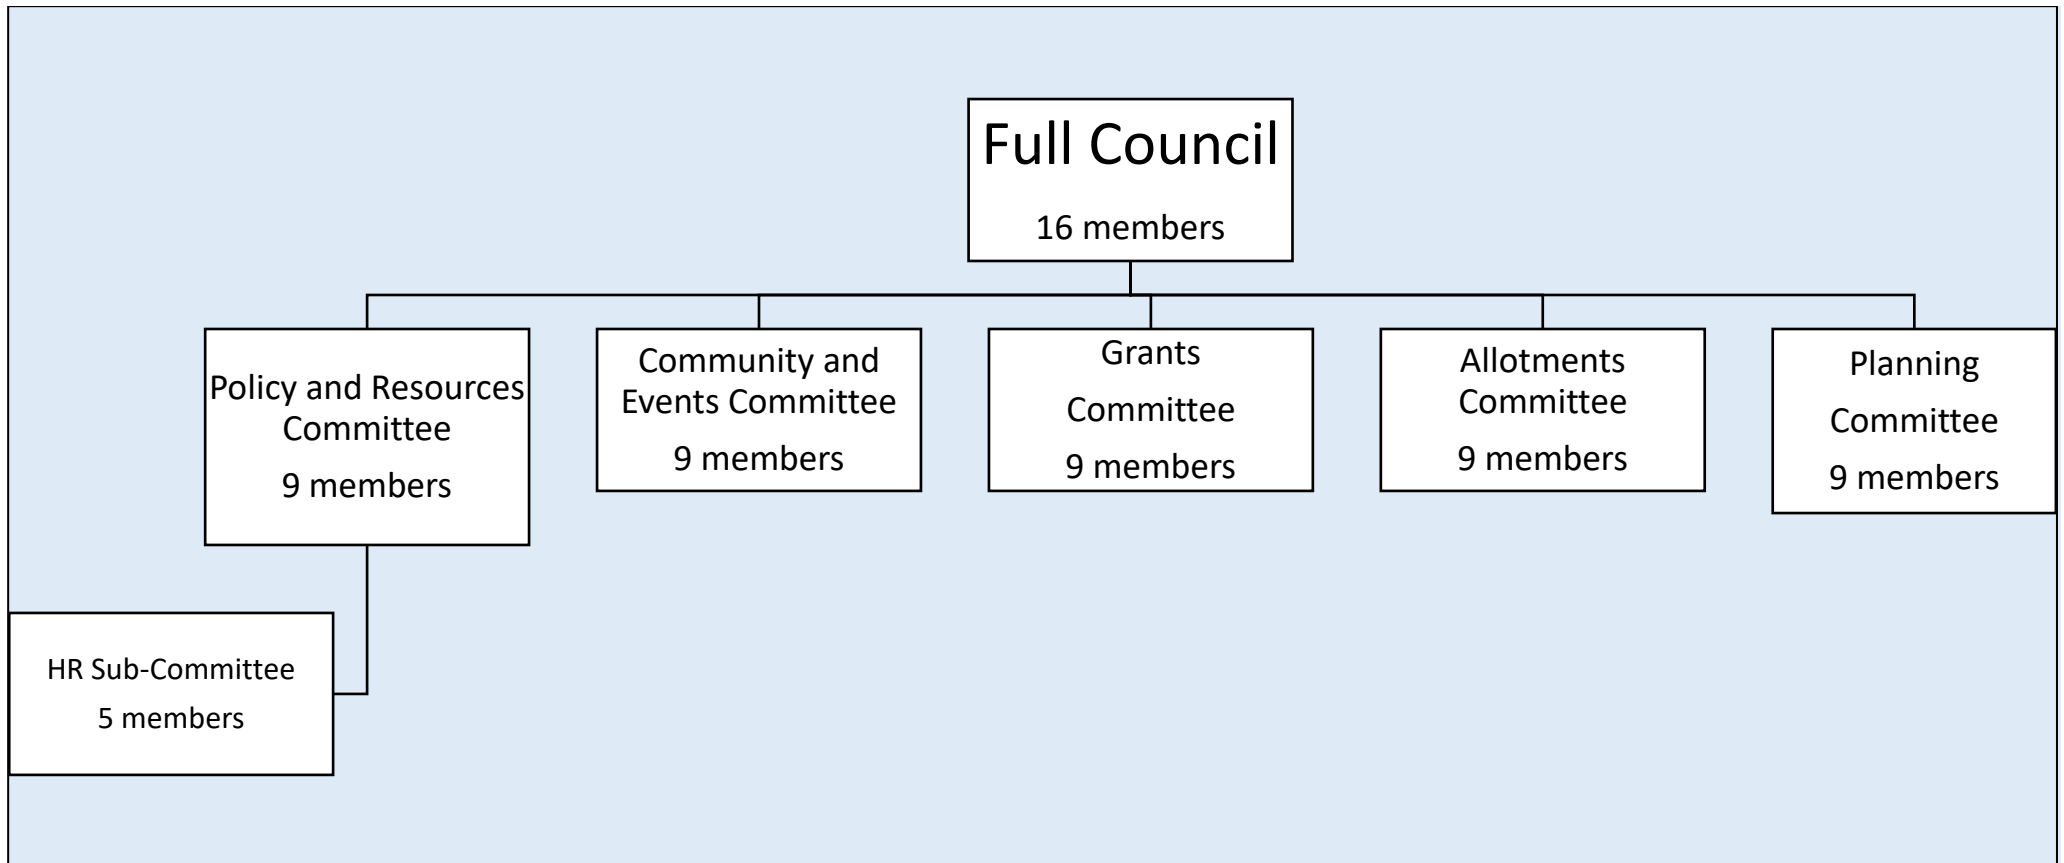 Full Council
16 members
Policy and Resources
Committee
9 members
Community and
Events Committee
9 members
Grants
Committee
9 members
Allotments
Committee
9 members
Planning
Committee
9 members
HR Sub-Committee
5 members